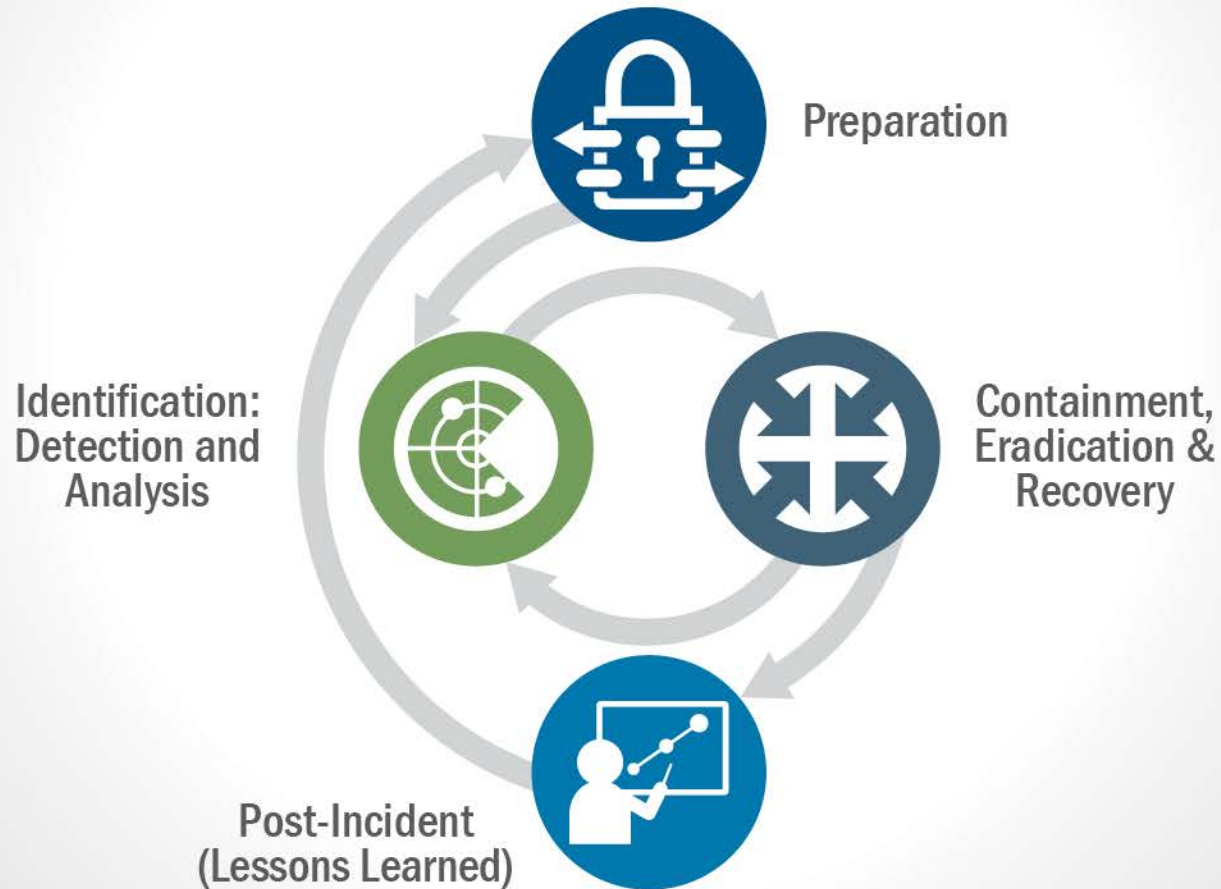 Preparation
Identification:
Detection and
Analysis
Containment,
Eradication &
Recovery
Post-Incident
(Lessons Learned)